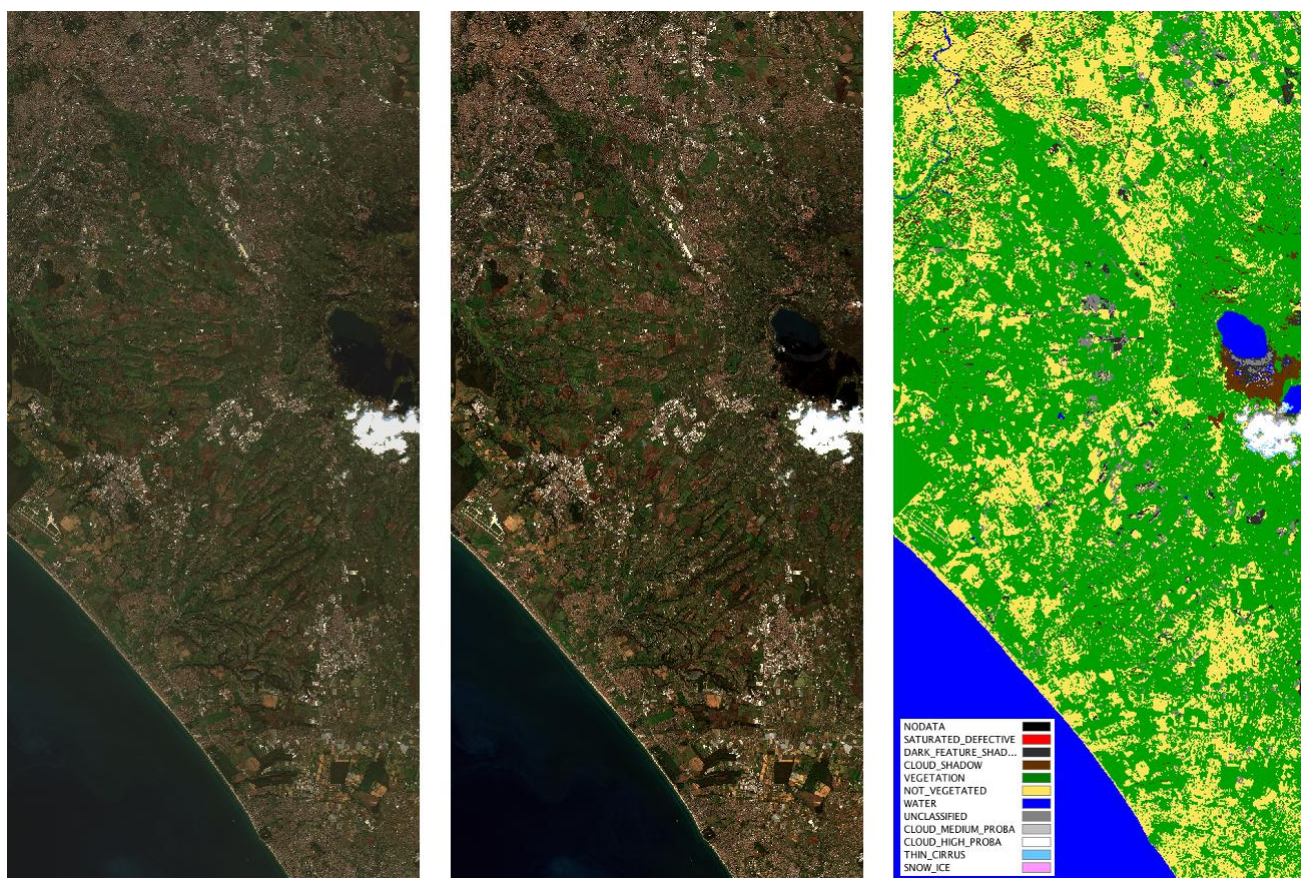 NODATA
SATURATED_DEFECTIVE
DARK_FEATURE_SHAD...
CLOUD_SHADOW
VEGETATION
NOT_VEGETATED
WATER
UNCLASSIFIED
CLOUD_MEDIUM_PROBA
CLOUD_HIGH_PROBA
THIN_CIRRUS
SNOW_ICE